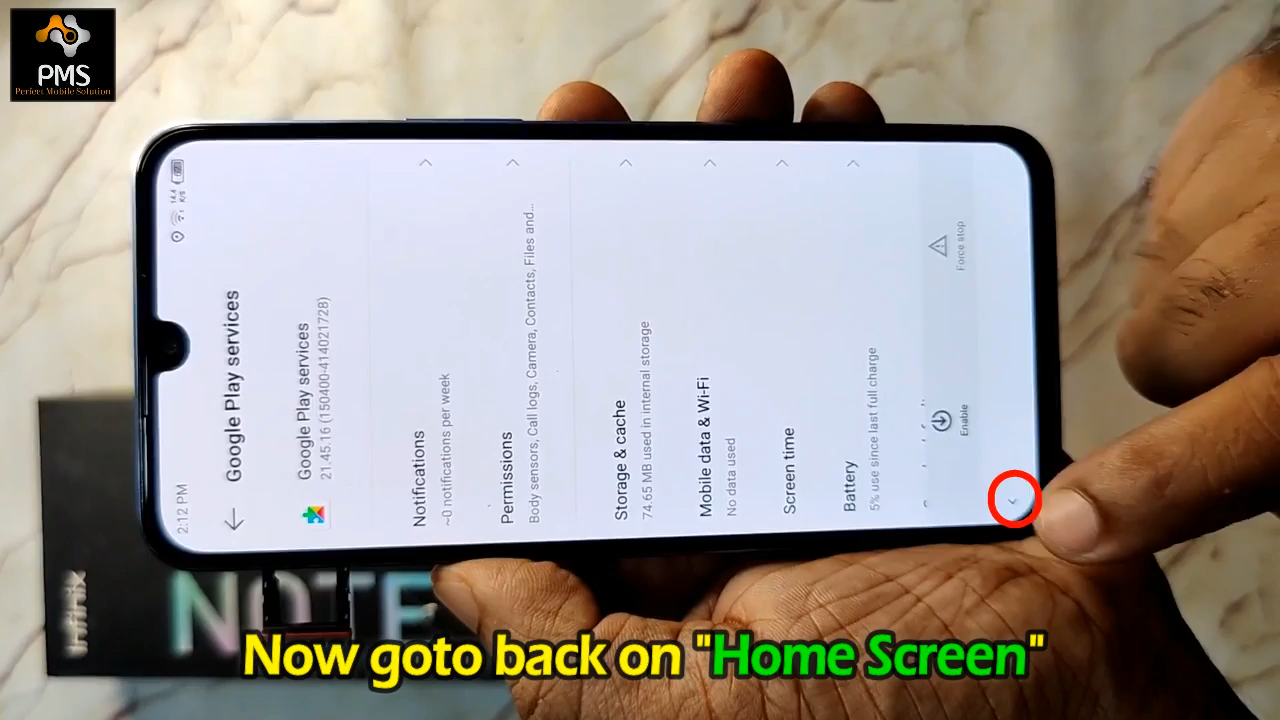 PMS
Perfect Mobile Solution
2:12 PM
14.4
K/S
Google Play services
Google Play services
21.45.16 (150400-414021728)
Notifications
~0 notifications per week
Permissions
Body sensors, Call logs, Camera, Contacts, Files and...
Storage & cache
74.65 MB used in internal storage
Mobile data & Wi-Fi
No data used
Screen time
Battery
5% use since last full charge
Enable
Force stop
Infinix
NOTE
Now goto back on "Home Screen"